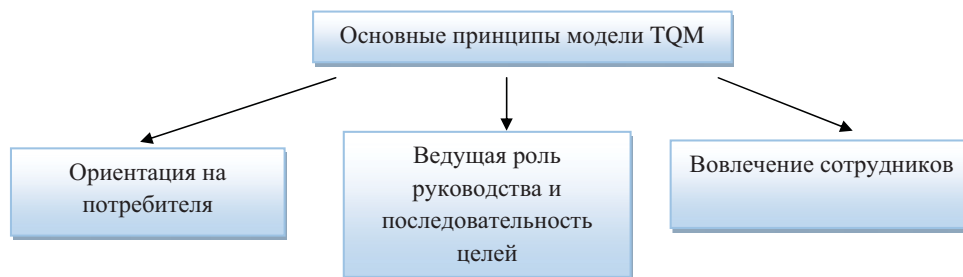 Основные принципы модели TQM
Ориентация на
потребителя
Ведущая роль
руководства и
последовательность
целей
Вовлечение сотрудников